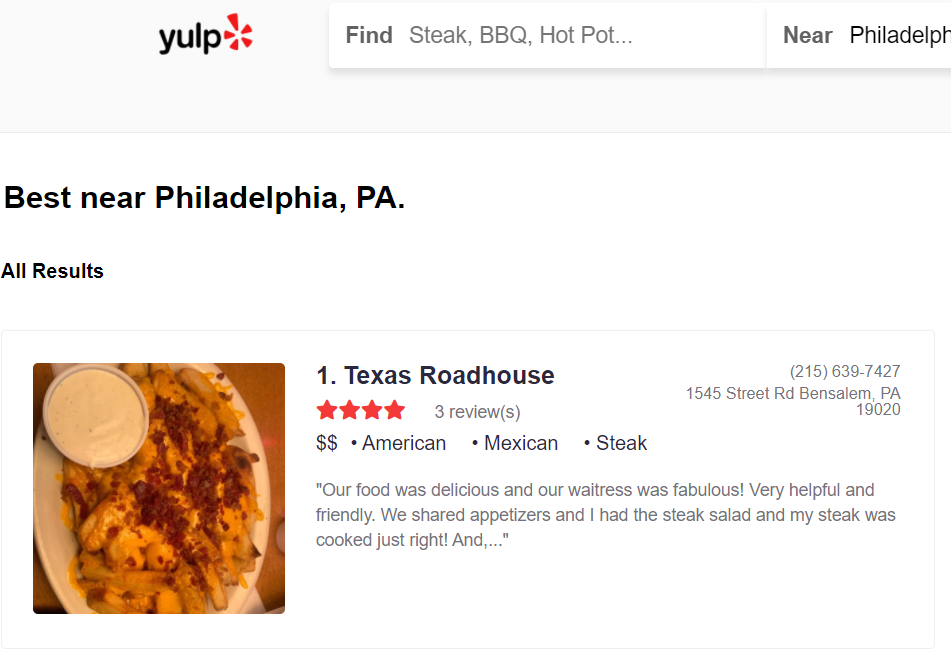 yulp
Find Steak, BBQ, Hot Pot...
Near Philadelph
Best near Philadelphia, PA.
All Results
1. Texas Roadhouse
3 review(s)
$$ • American • Mexican • Steak
"Our food was delicious and our waitress was fabulous! Very helpful and
friendly. We shared appetizers and I had the steak salad and my steak was
cooked just right! And,..."
(215) 639-7427
1545 Street Rd Bensalem, PA
19020